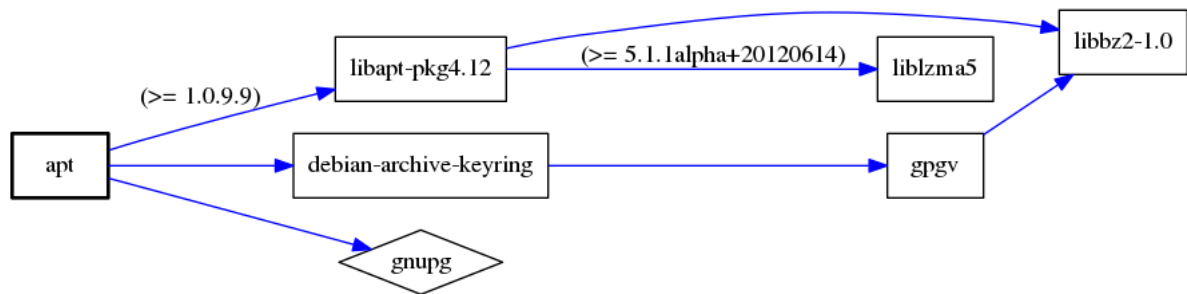 libbz2-1.0
libapt-pkg4.12
(>= 5.1.1alpha+20120614)
liblzma5
(>= 1.0.9.9)
apt
debian-archive-keyring
gpgv
gnupg